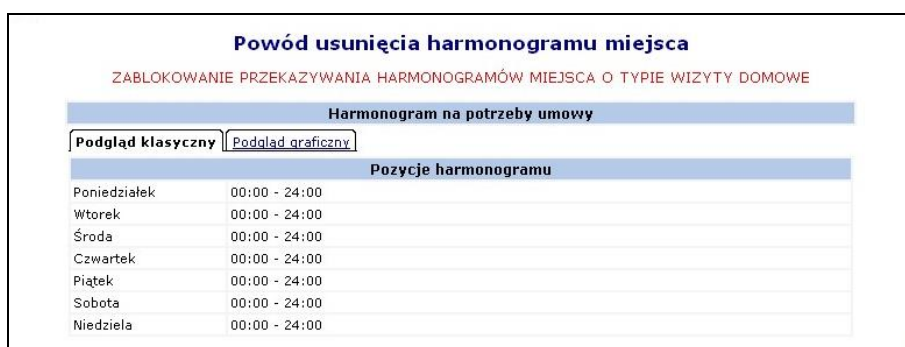 Powód usunięcia harmonogramu miejsca
ZABLOKOWANIE PRZEKAZYWANIA HARMONOGRAMÓW MIEJSCA O TYPIE WIZYTY DOMOWE
Harmonogram na potrzeby umowy
Podgląd klasyczny Podgląd graficzny
Pozycje harmonogramu
Poniedziałek 00:00 - 24:00
Wtorek 00:00 - 24:00
Środa 00:00 - 24:00
Czwartek 00:00 - 24:00
Piątek 00:00 - 24:00
Sobota 00:00 - 24:00
Niedziela 00:00 - 24:00